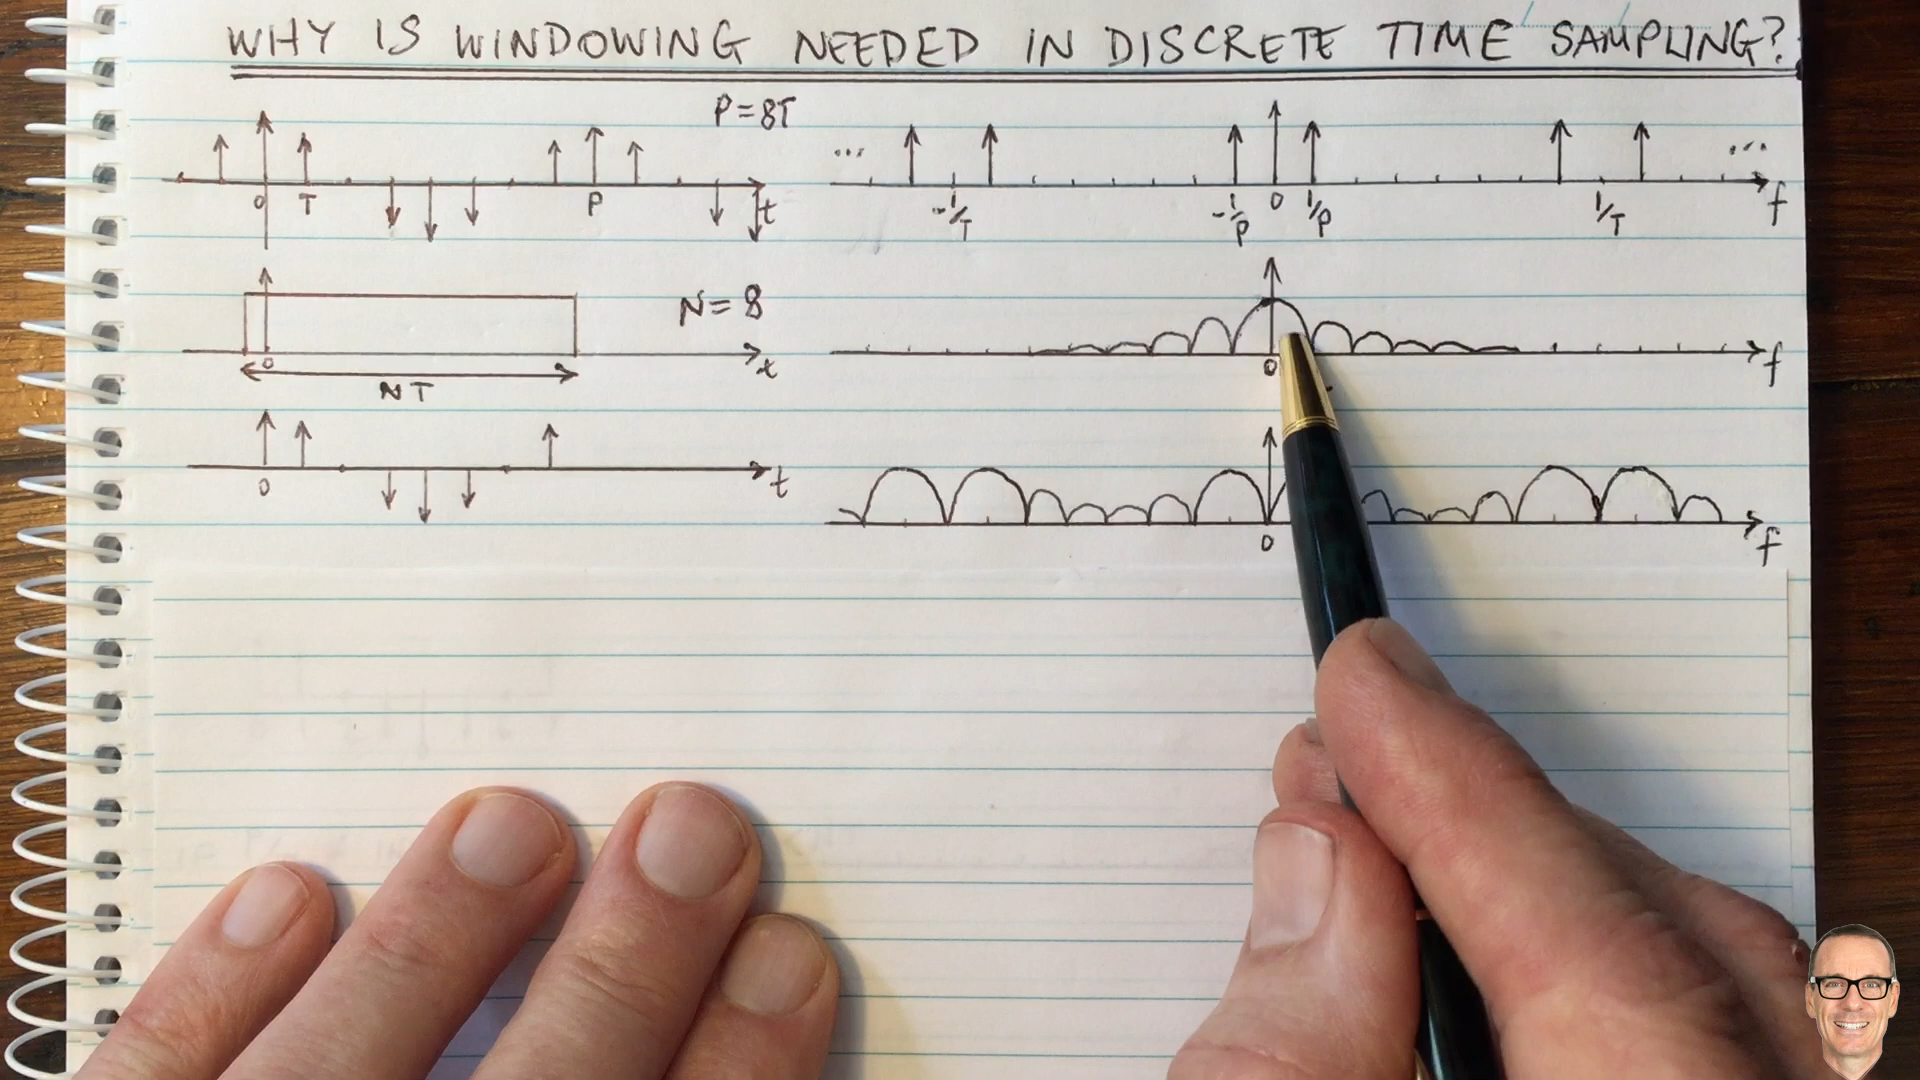 WHY IS WINDOWING NEEDED IN DISCRETE TIME SAMPLING?
P=8T
0 T P t
... -1/T -1/P 0 1/P 1/T ... f
N=8
0 t
NT
0 f
0 t
0 f